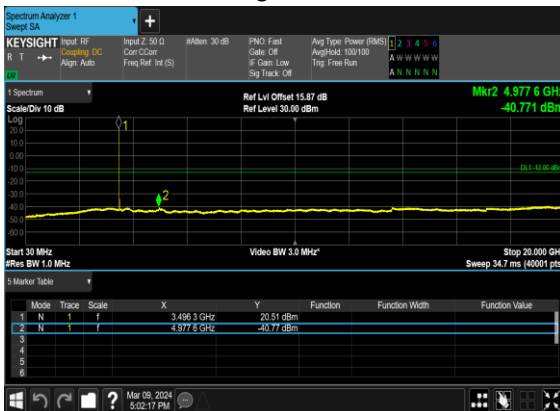 Spectrum Analyzer 1
Swept SA
KEYSIGHT Input: RF Input Z: 50 Ω #Atten: 30 dB PNO: Fast Avg Type: Power (RMS) 1 2 3 4 5 6
R T Coupling: DC Corr CCorr Gate: Off Avg|Hold: 100/100 A W W W W W
Align: Auto Freq Ref: Int (S) IF Gain: Low Trig: Free Run
LV Sig Track: Off A N N N N N
1 Spectrum Ref Lvl Offset 15.87 dB Mkr2 4.977 6 GHz
Scale/Div 10 dB Ref Level 30.00 dBm -40.771 dBm
Log
20.0
10.0
0.00
-10.0
-20.0
-30.0
-40.0
-50.0
-60.0
1
DL1 -13.00 dBm
2
Start 30 MHz Video BW 3.0 MHz* Stop 20.000 GHz
#Res BW 1.0 MHz Sweep 34.7 ms (40001 pts)
5 Marker Table
Mode Trace Scale X Y Function Function Width Function Value
1 N 1 f 3.496 3 GHz 20.51 dBm
2 N 1 f 4.977 6 GHz -40.77 dBm
3
4
5
6
? Mar 09, 2024
5:02:17 PM